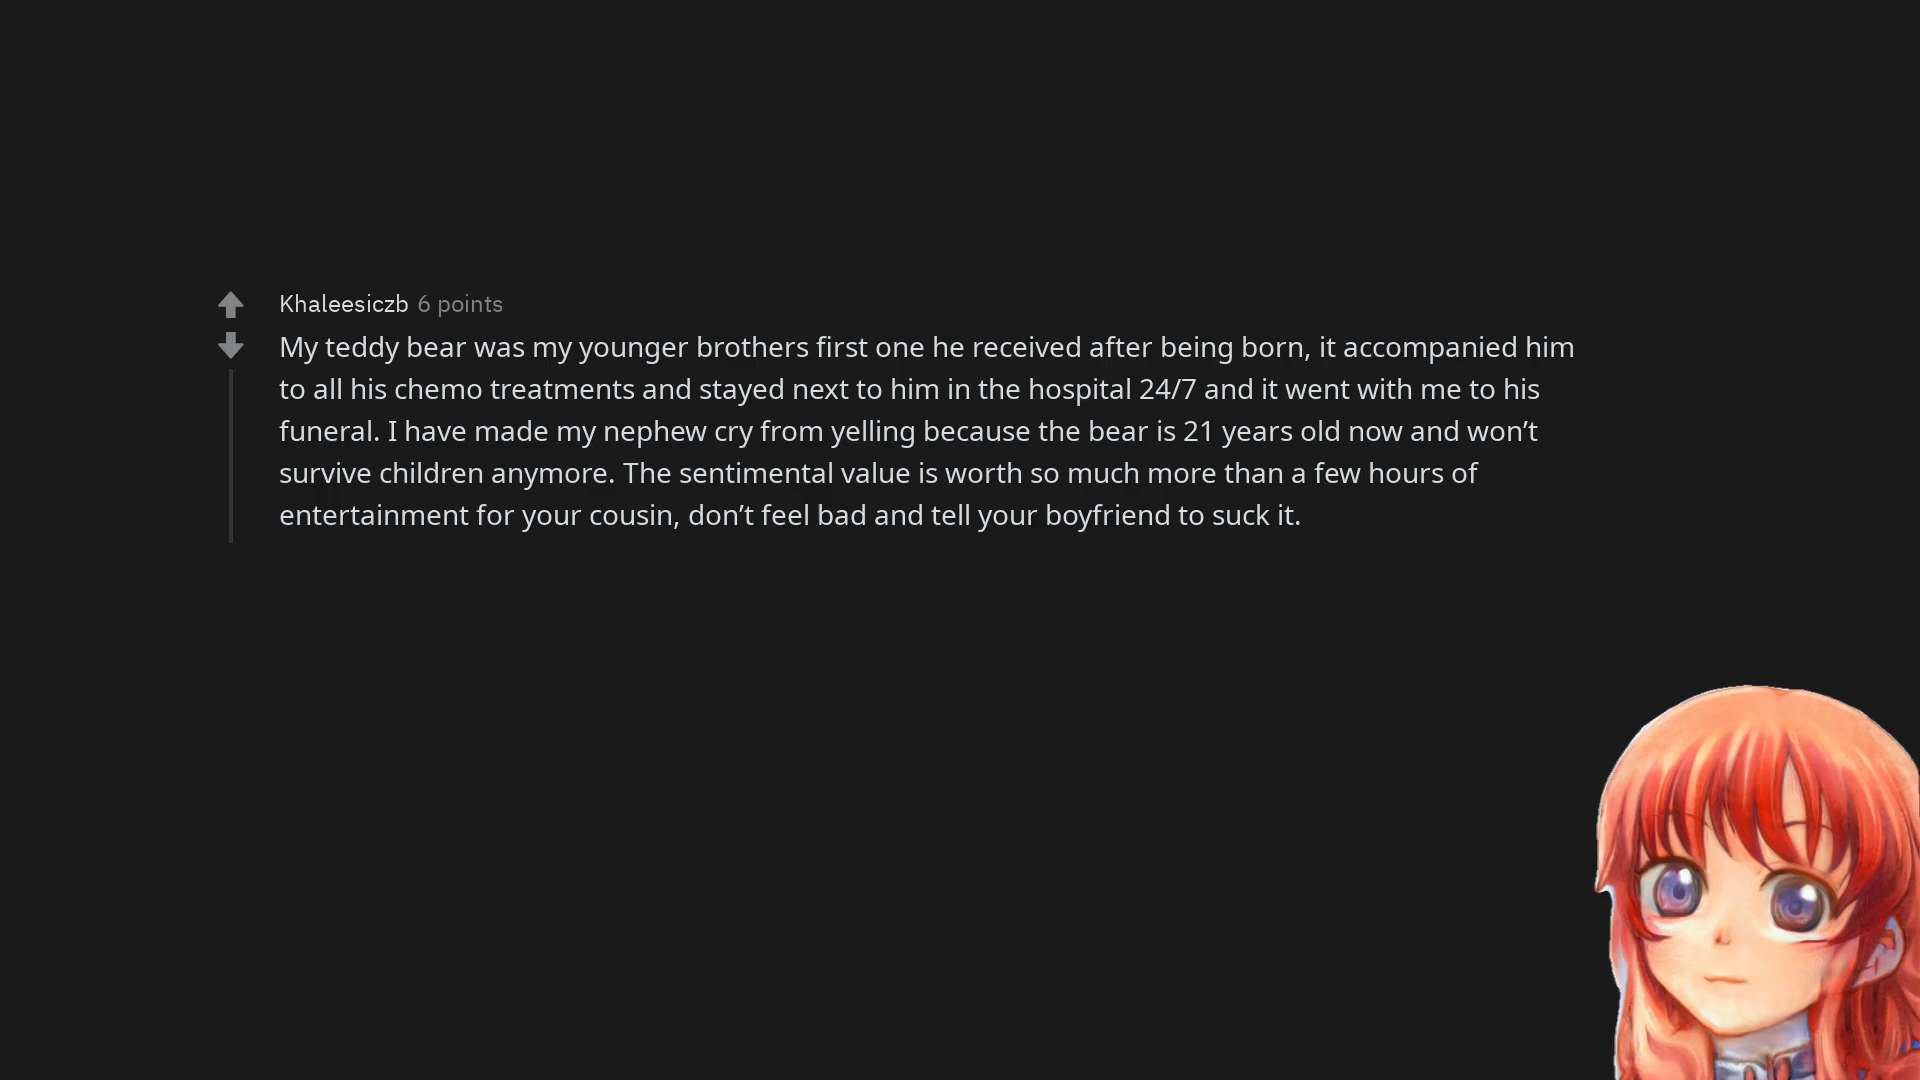 Khaleesiczb 6 points
My teddy bear was my younger brothers first one he received after being born, it accompanied him
to all his chemo treatments and stayed next to him in the hospital 24/7 and it went with me to his
funeral. I have made my nephew cry from yelling because the bear is 21 years old now and won’t
survive children anymore. The sentimental value is worth so much more than a few hours of
entertainment for your cousin, don’t feel bad and tell your boyfriend to suck it.